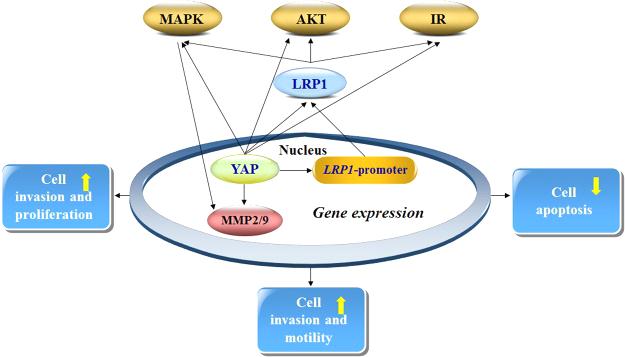 MAPK
AKT
IR
LRP1
Nucleus
YAP
LRP1-promoter
MMP2/9
Gene expression
Cell
invasion and
proliferation
Cell
apoptosis
Cell
invasion and
motility